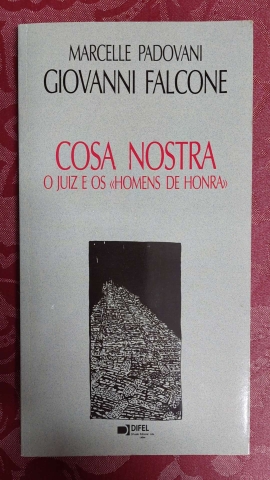 MARCELLE PADOVANI
GIOVANNI FALCONE
COSA NOSTRA
O JUIZ E OS «HOMENS DE HONRA»
DIFEL